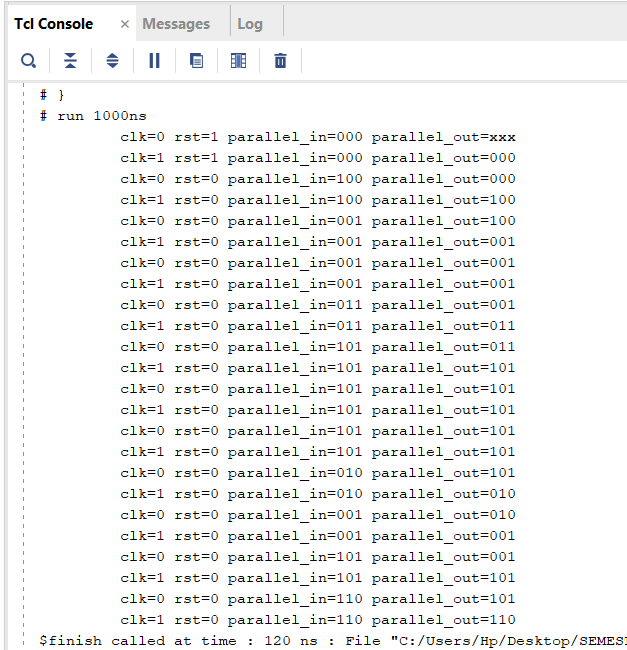 Tcl Console × Messages Log
# }
# run 1000ns
clk=0 rst=1 parallel_in=000 parallel_out=xxx
clk=1 rst=1 parallel_in=000 parallel_out=000
clk=0 rst=0 parallel_in=100 parallel_out=000
clk=1 rst=0 parallel_in=100 parallel_out=100
clk=0 rst=0 parallel_in=001 parallel_out=100
clk=1 rst=0 parallel_in=001 parallel_out=001
clk=0 rst=0 parallel_in=001 parallel_out=001
clk=1 rst=0 parallel_in=001 parallel_out=001
clk=0 rst=0 parallel_in=011 parallel_out=001
clk=1 rst=0 parallel_in=011 parallel_out=011
clk=0 rst=0 parallel_in=101 parallel_out=011
clk=1 rst=0 parallel_in=101 parallel_out=101
clk=0 rst=0 parallel_in=101 parallel_out=101
clk=1 rst=0 parallel_in=101 parallel_out=101
clk=0 rst=0 parallel_in=101 parallel_out=101
clk=1 rst=0 parallel_in=101 parallel_out=101
clk=0 rst=0 parallel_in=010 parallel_out=101
clk=1 rst=0 parallel_in=010 parallel_out=010
clk=0 rst=0 parallel_in=001 parallel_out=010
clk=1 rst=0 parallel_in=001 parallel_out=001
clk=0 rst=0 parallel_in=101 parallel_out=001
clk=1 rst=0 parallel_in=101 parallel_out=101
clk=0 rst=0 parallel_in=110 parallel_out=101
clk=1 rst=0 parallel_in=110 parallel_out=110
$finish called at time : 120 ns : File "C:/Users/Hp/Desktop/SEMES